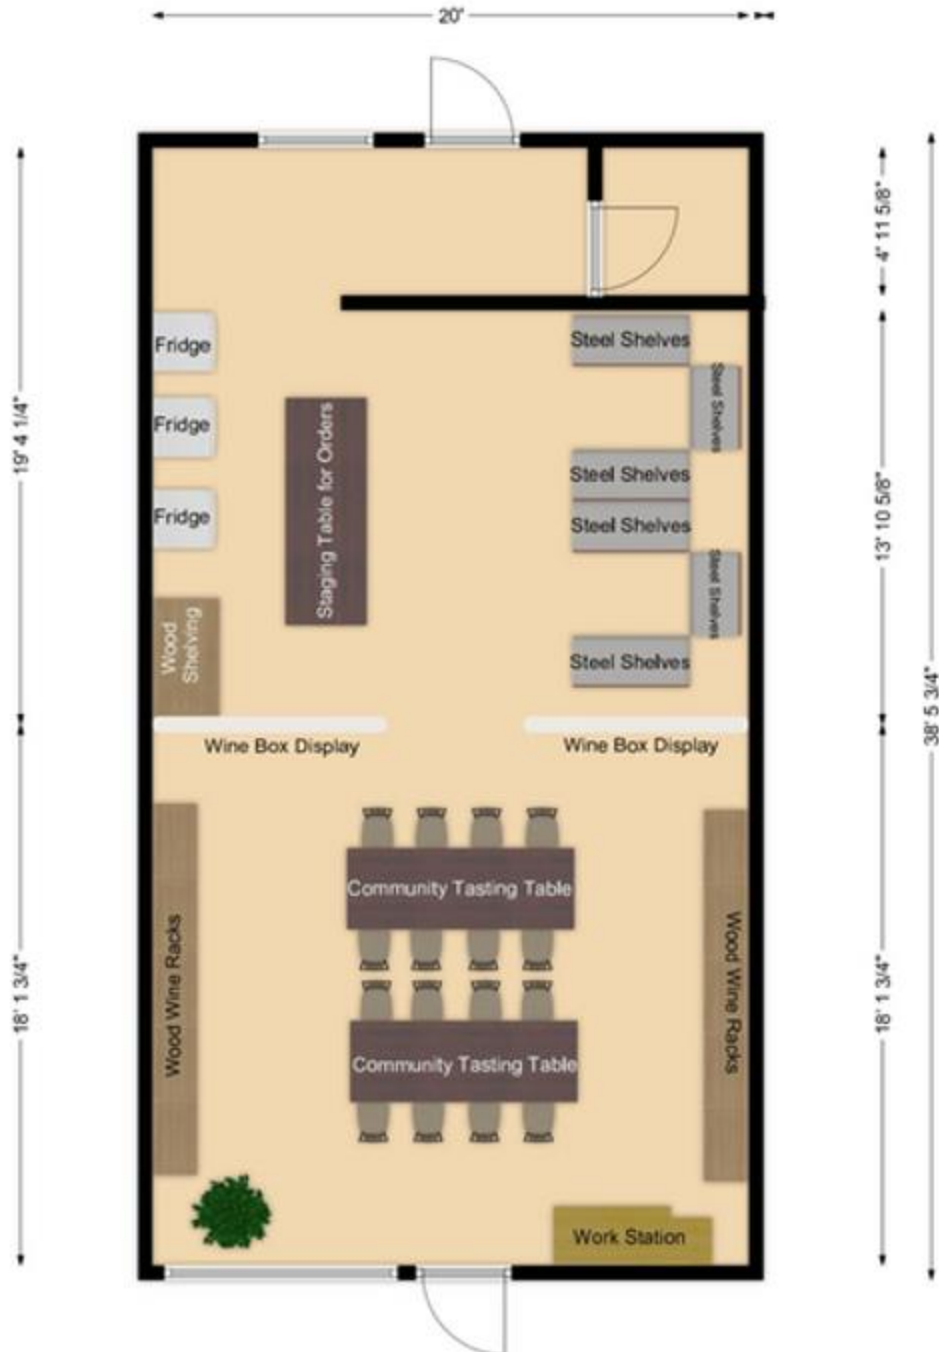 20'
4' 11 5/8"
Fridge
Steel Shelves
Steel Shelves
Fridge
Staging Table for Orders
19' 4 1/4"
Steel Shelves
13' 10 5/8"
Fridge
Steel Shelves
Steel Shelves
Wood
Shelving
Steel Shelves
38' 5 3/4"
Wine Box Display
Wine Box Display
Community Tasting Table
Wood Wine Racks
Wood Wine Racks
18' 1 3/4"
18' 1 3/4"
Community Tasting Table
Work Station